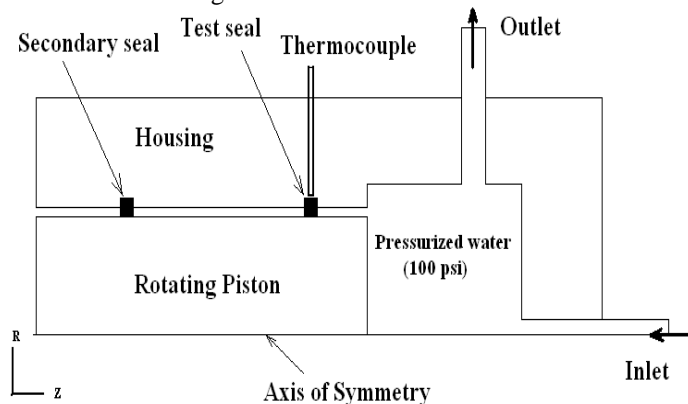 Secondary seal
Test seal
Thermocouple
Outlet
Housing
Pressurized water
(100 psi)
Rotating Piston
R
Z
Axis of Symmetry
Inlet